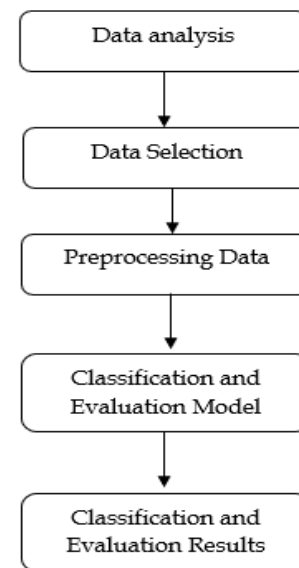 Data analysis
Data Selection
Preprocessing Data
Classification and
Evaluation Model
Classification and
Evaluation Results